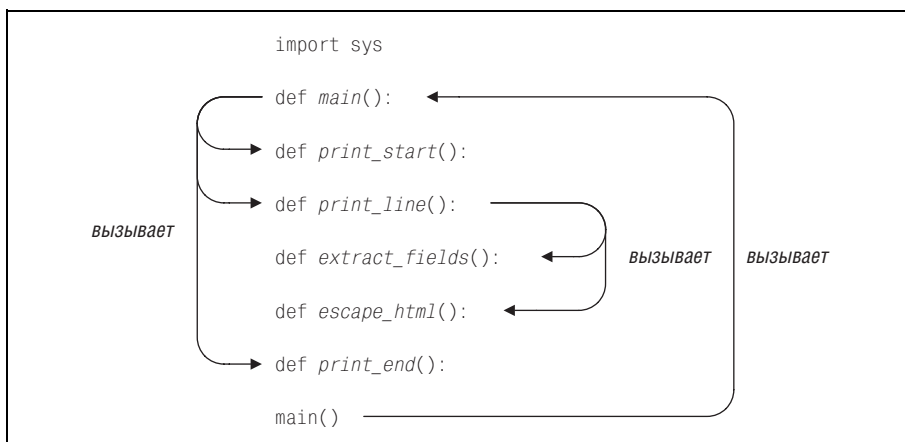 import sys
def main():
def print_start():
def print_line():
вызывает
def extract_fields():
вызывает
вызывает
def escape_html():
def print_end():
main()